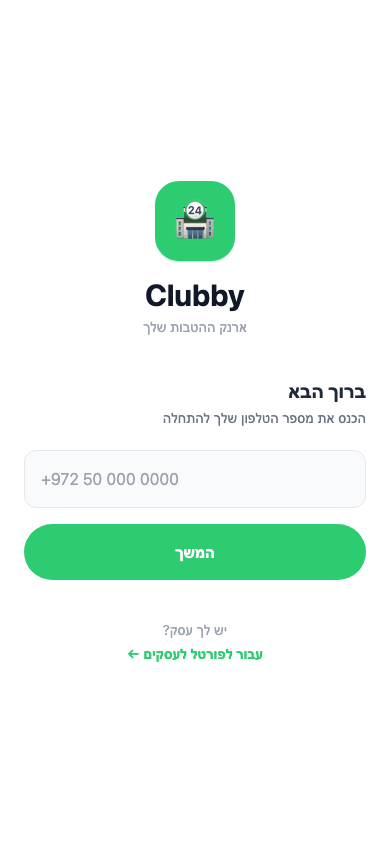 24
Clubby
ארנק ההטבות שלך
ברוך הבא
הכנס את מספר הטלפון שלך להתחלה
+972 50 000 0000
המשך
יש לך עסק?
עבור לפורטל לעסקים ←